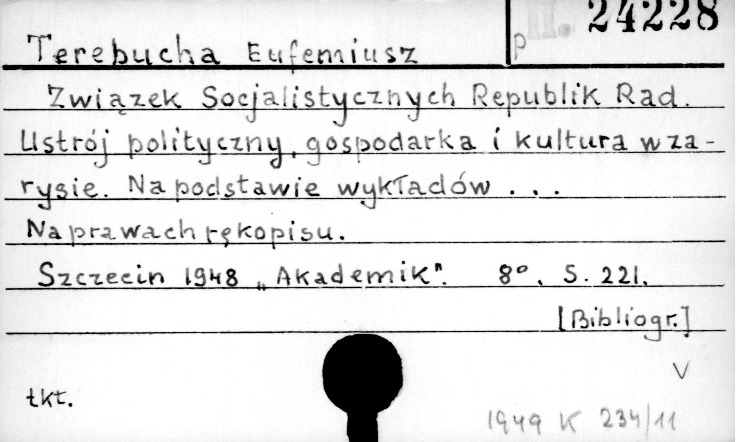 II. 24228
p
Terebucha Eufemiusz
Związek Socjalistycznych Republik Rad.
Ustrój polityczny, gospodarka i kultura w za-
rysie. Na podstawie wykładów . . .
Na prawach rękopisu.
Szczecin 1948 „Akademik". 8°. S. 221.
[Bibliogr.]
V
tkt.
1949 K 234/11